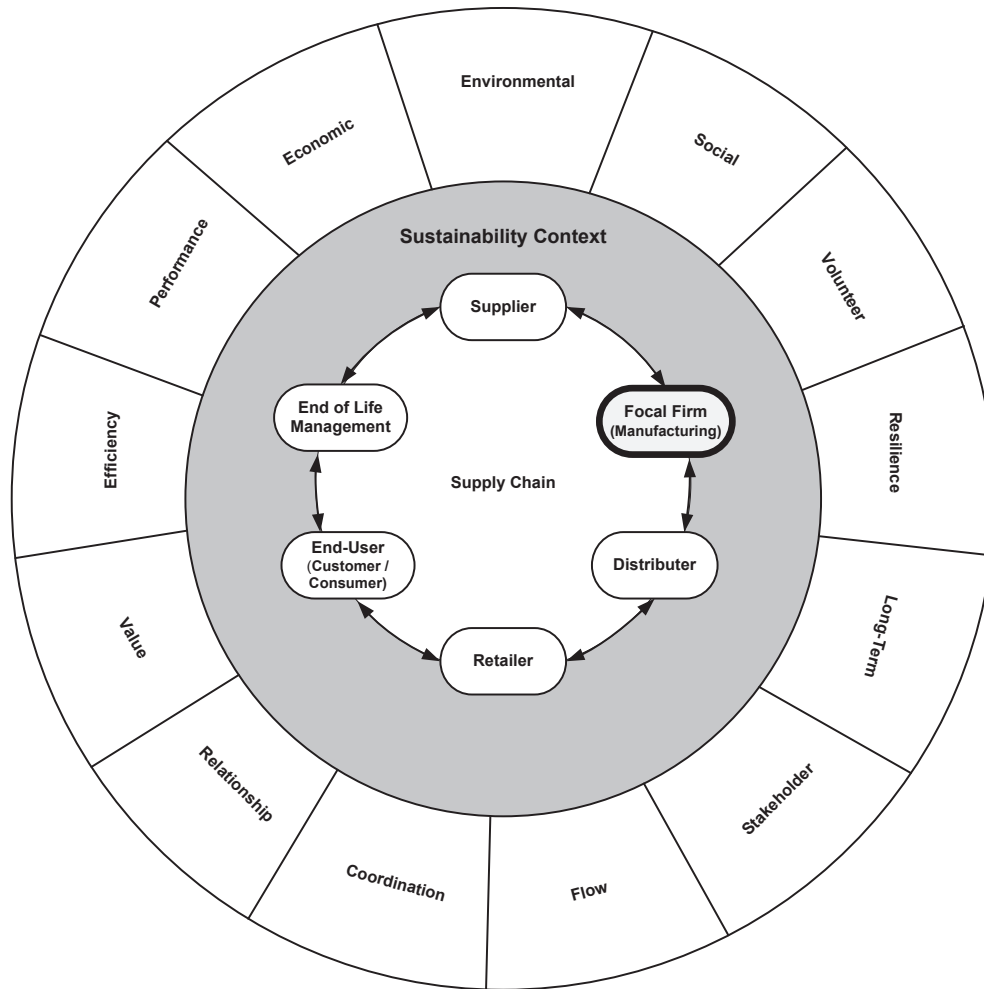 Environmental
Social
Volunteer
Resilience
Long-Term
Stakeholder
Flow
Coordination
Relationship
Value
Efficiency
Performance
Economic
Sustainability Context
Supplier
Focal Firm
(Manufacturing)
Distributer
Retailer
End-User
(Customer /
Consumer)
End of Life
Management
Supply Chain